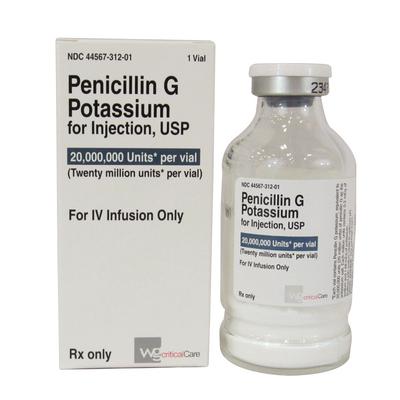 NDC 44567-312-01 1 Vial
Penicillin G
Potassium
for Injection, USP
20,000,000 Units* per vial
(Twenty million units* per vial)
For IV Infusion Only
Rx only
WG criticalCare
234
NDC 44567-312-01
Penicillin G
Potassium
for Injection, USP
20,000,000 Units* per vial
(Twenty million units* per vial)
For IV Infusion Only
Rx only
WG criticalCare